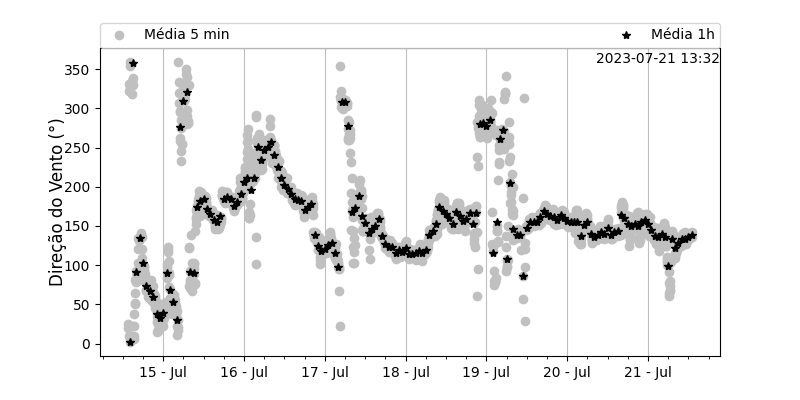 Média 5 min
Média 1h
2023-07-21 13:32
Direção do Vento (°)
350
300
250
200
150
100
50
0
15 - Jul
16 - Jul
17 - Jul
18 - Jul
19 - Jul
20 - Jul
21 - Jul